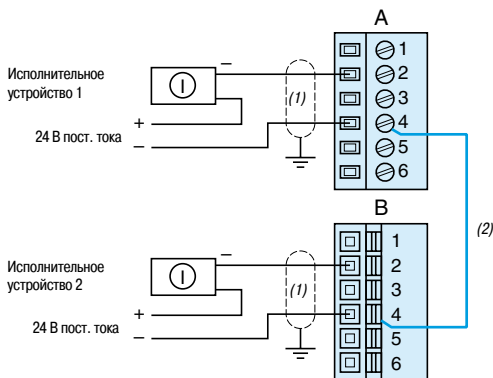 A
Исполнительное
устройство 1
–
I
(1)
+
24 В пост. тока
–
1
2
3
4
5
6
(2)
B
Исполнительное
устройство 2
–
I
(1)
+
24 В пост. тока
–
1
2
3
4
5
6